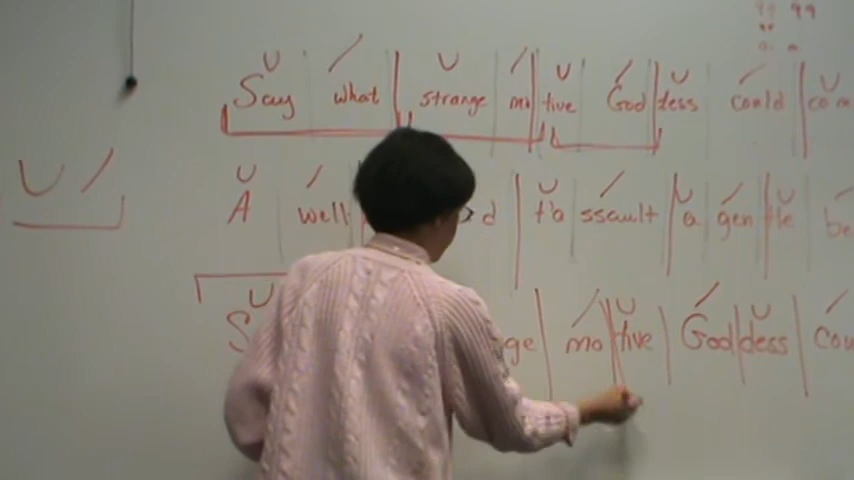 Say what strange mo tive God dess could com
A well d t'a ssault a gen tle be
S ge mo tive God dess cou